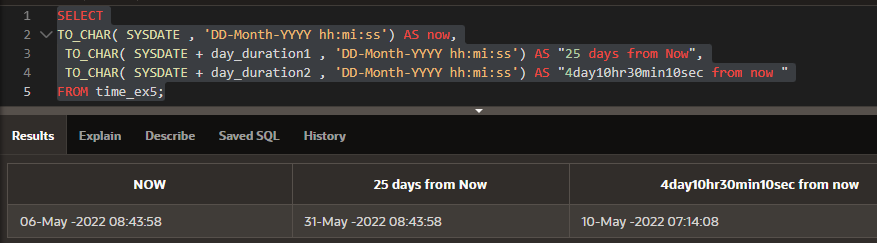 1 SELECT
2 TO_CHAR( SYSDATE , 'DD-Month-YYYY hh:mi:ss') AS now,
3 TO_CHAR( SYSDATE + day_duration1 , 'DD-Month-YYYY hh:mi:ss') AS "25 days from Now",
4 TO_CHAR( SYSDATE + day_duration2 , 'DD-Month-YYYY hh:mi:ss') AS "4day10hr30min10sec from now "
5 FROM time_ex5;
Results Explain Describe Saved SQL History
NOW 25 days from Now 4day10hr30min10sec from now
06-May -2022 08:43:58 31-May -2022 08:43:58 10-May -2022 07:14:08